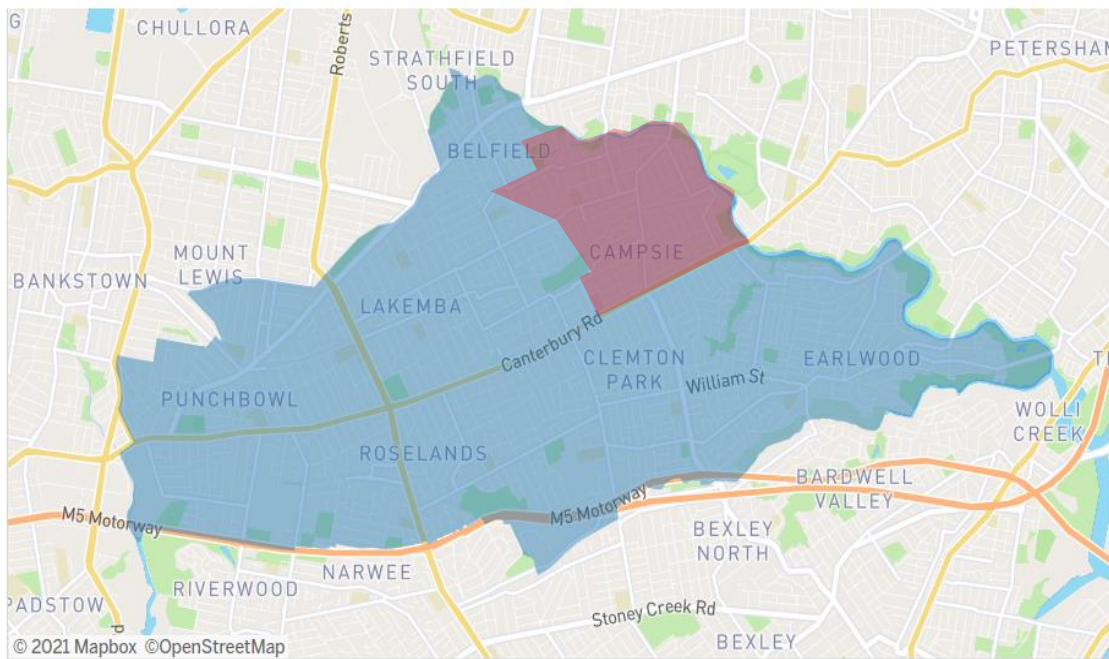 G
CHULLORA
Roberts
STRATHFIELD
SOUTH
PETERSHAM
BELFIELD
MOUNT
LEWIS
CAMPSIE
BANKSTOWN
LAKEMBA
Canterbury Rd
CLEMTON
PARK
EARLWOOD
T
William St
PUNCHBOWL
WOLLI
CREEK
ROSELANDS
BARDWELL
VALLEY
M5 Motorway
M5 Motorway
BEXLEY
NORTH
NARWEE
RIVERWOOD
PADSTOW
Stoney Creek Rd
BEXLEY
© 2021 Mapbox ©OpenStreetMap